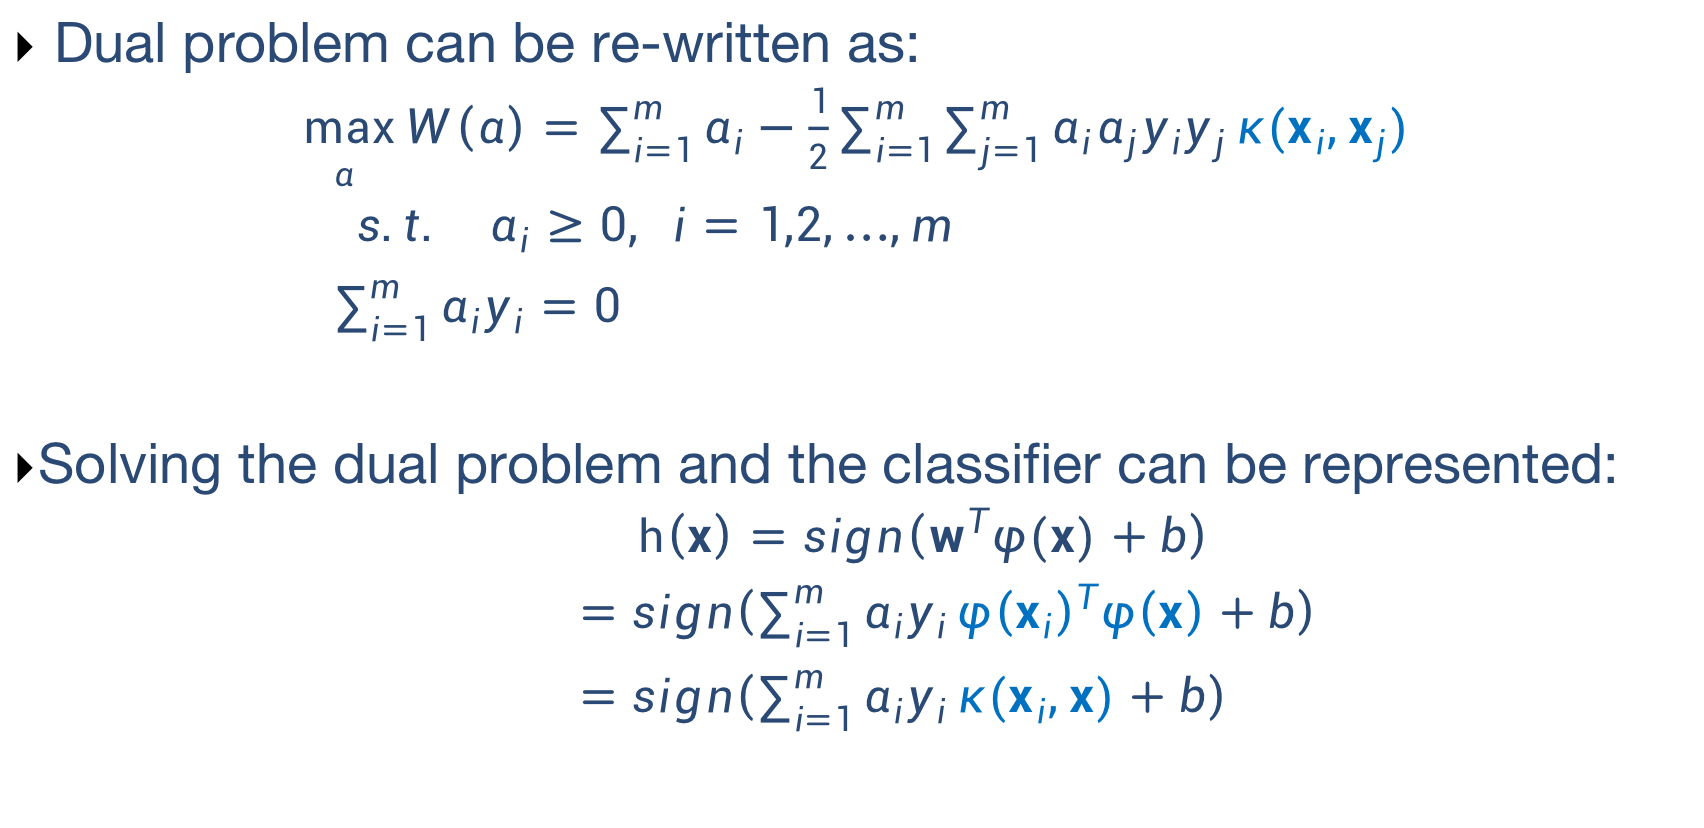 ‣ Dual problem can be re-written as:
max_a W(a) = ∑_{i=1}^{m} a_i − 1/2 ∑_{i=1}^{m} ∑_{j=1}^{m} a_i a_j y_i y_j κ(x_i, x_j)
s.t. a_i ≥ 0, i = 1,2, …, m
∑_{i=1}^{m} a_i y_i = 0
‣Solving the dual problem and the classifier can be represented:
h(x) = sign(w^T φ(x) + b)
= sign(∑_{i=1}^{m} a_i y_i φ(x_i)^T φ(x) + b)
= sign(∑_{i=1}^{m} a_i y_i κ(x_i, x) + b)